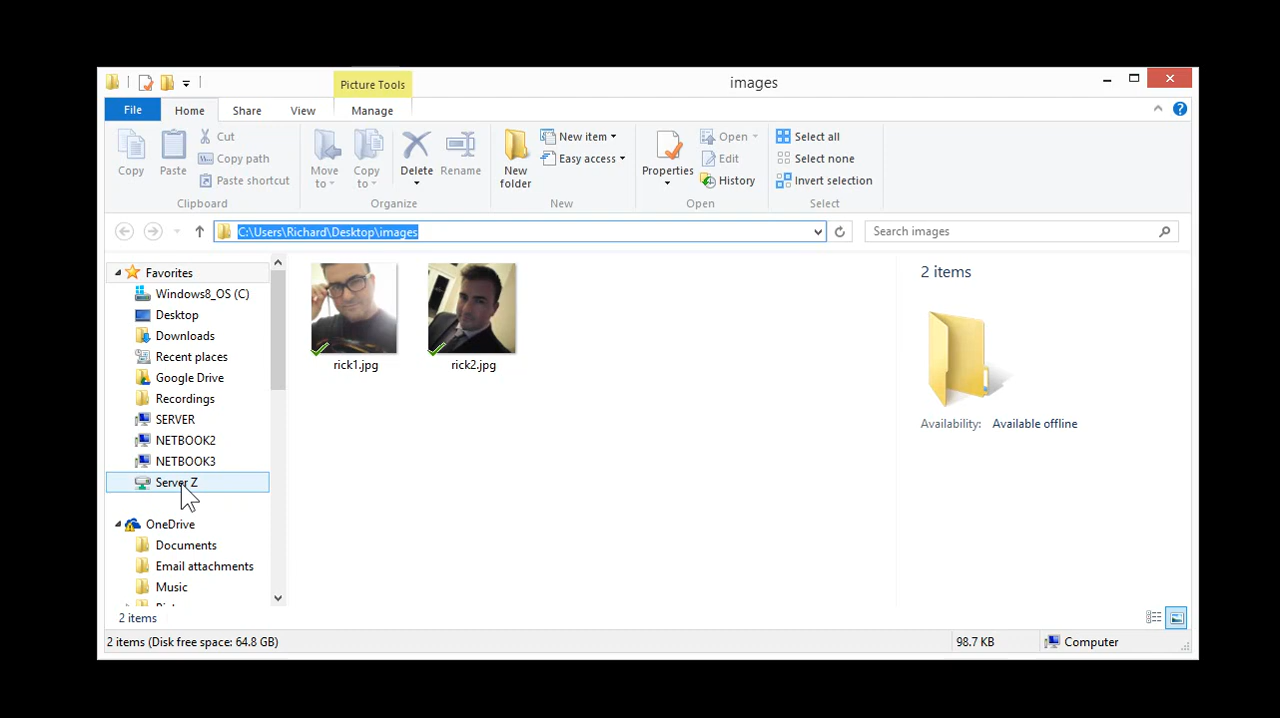 Picture Tools
images
File
Home
Share
View
Manage
Copy
Paste
Cut
Copy path
Paste shortcut
Clipboard
Move to
Copy to
Delete
Rename
Organize
New folder
New item
Easy access
New
Properties
Open
Edit
History
Open
Select all
Select none
Invert selection
Select
C:\Users\Richard\Desktop\images
Search images
Favorites
Windows8_OS (C)
Desktop
Downloads
Recent places
Google Drive
Recordings
SERVER
NETBOOK2
NETBOOK3
Server Z
OneDrive
Documents
Email attachments
Music
rick1.jpg
rick2.jpg
2 items
Availability: Available offline
2 items
2 items (Disk free space: 64.8 GB)
98.7 KB
Computer